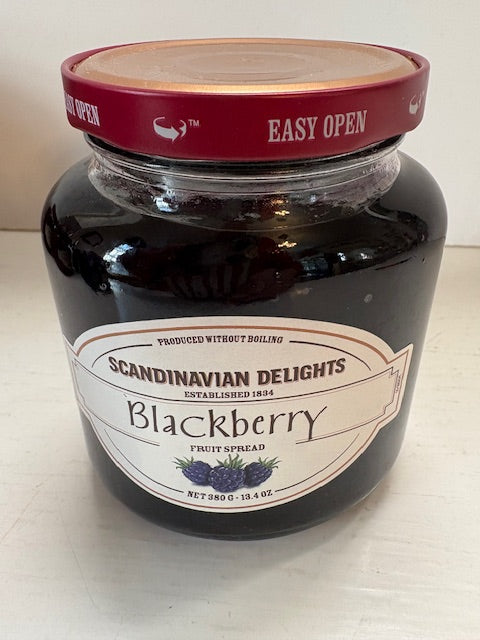 EASY OPEN
™
EASY OPEN
PRODUCED WITHOUT BOILING
SCANDINAVIAN DELIGHTS
ESTABLISHED 1834
Blackberry
FRUIT SPREAD
NET 380 G - 13.4 OZ